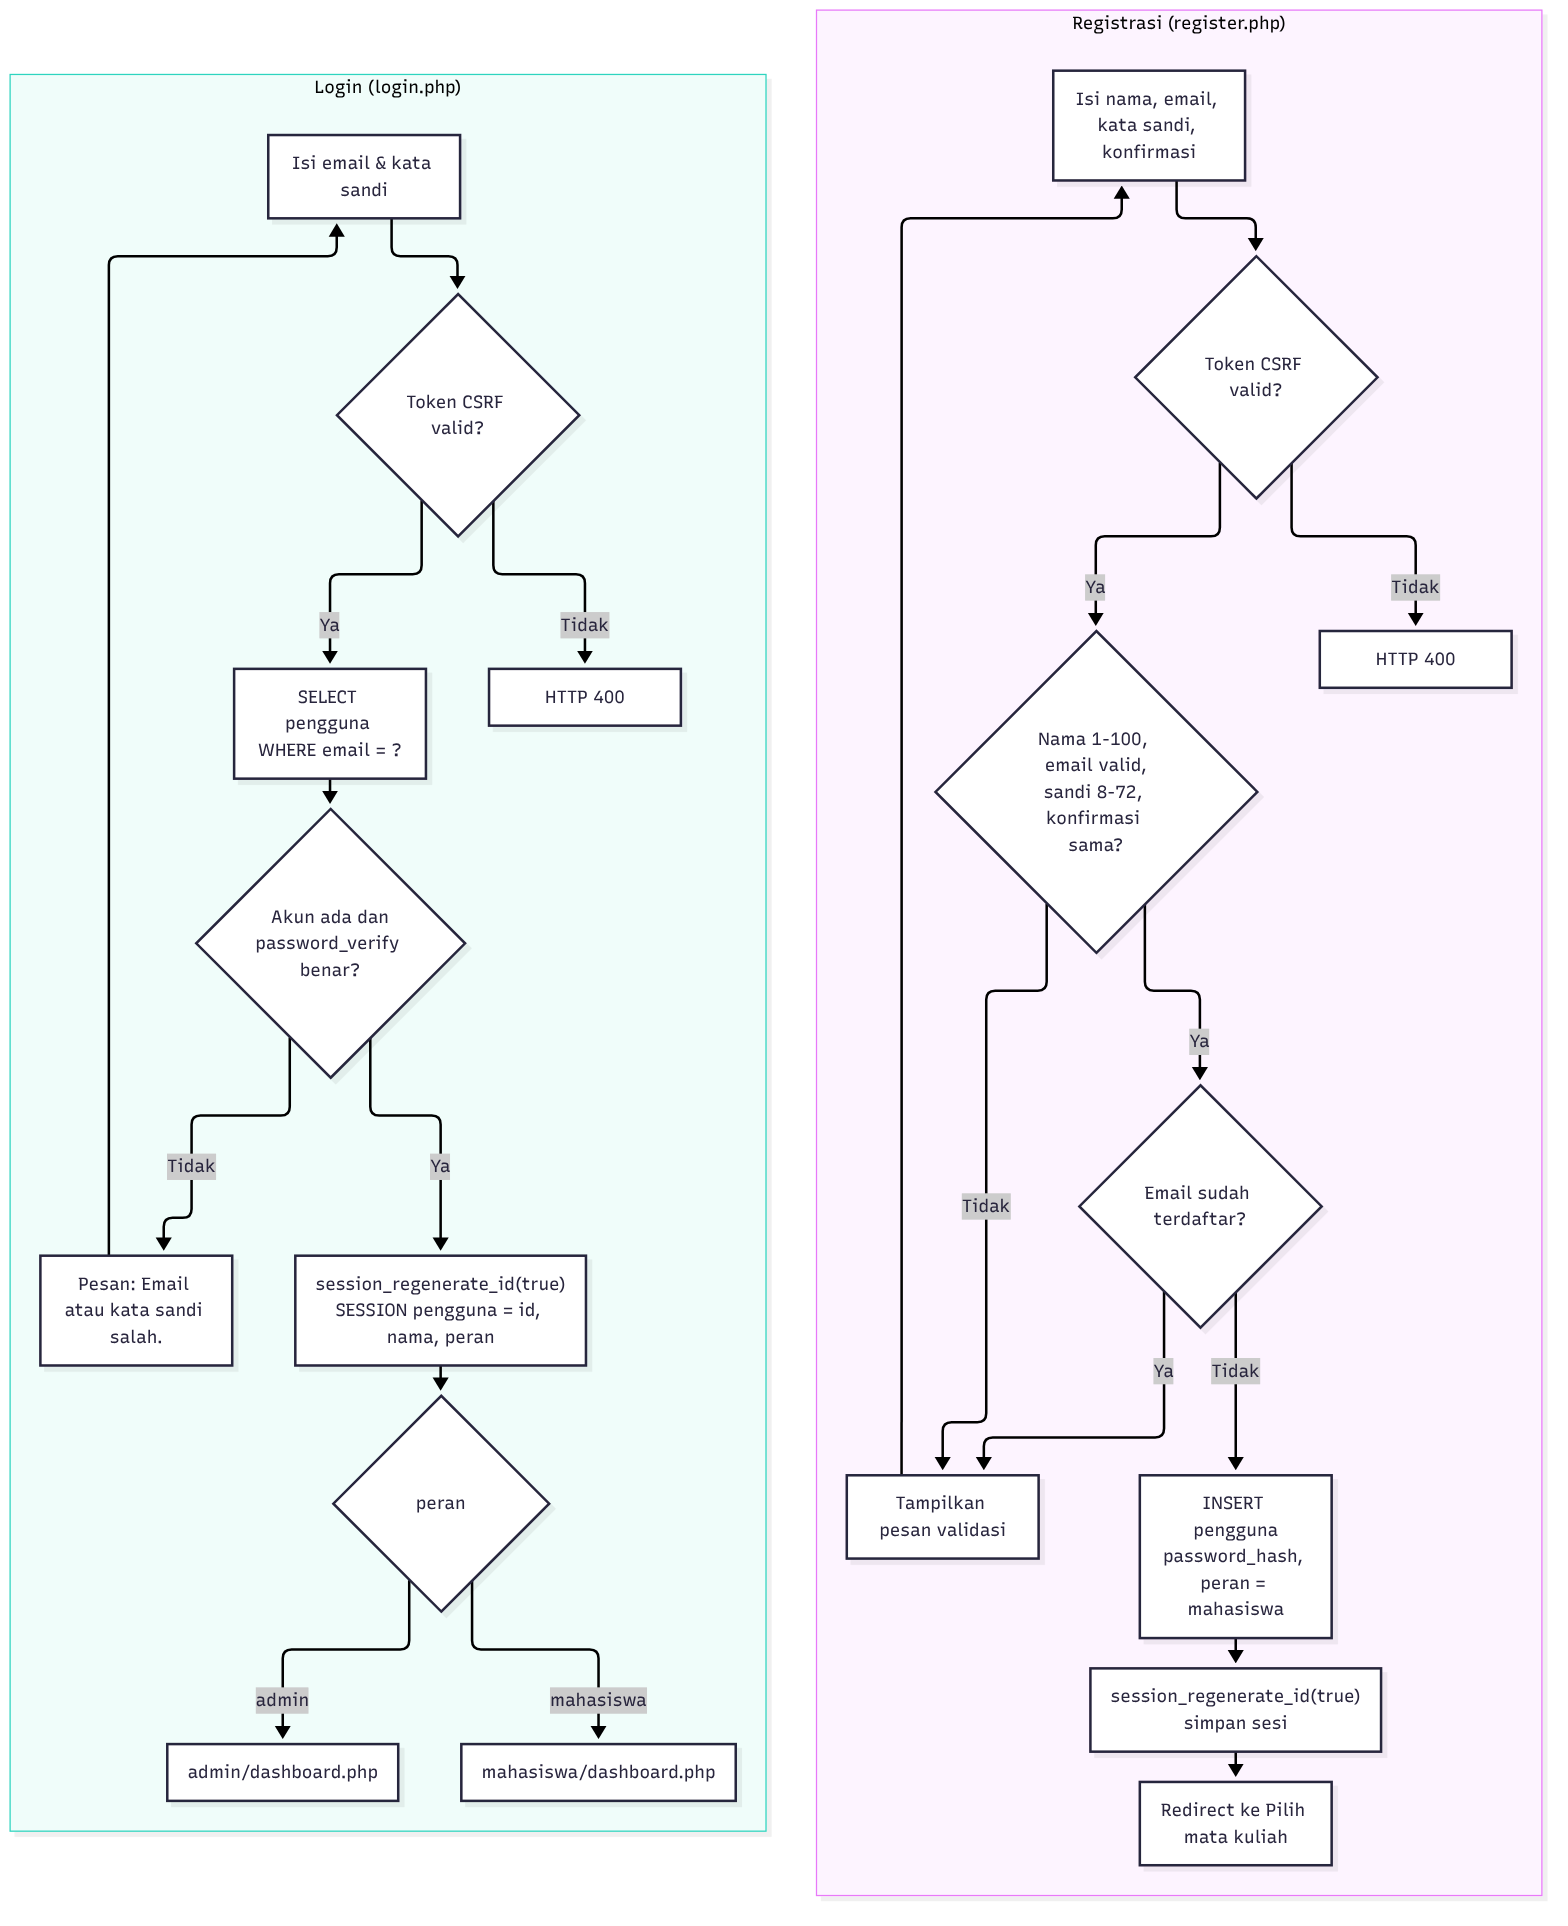 Login (login.php)
Isi email & kata
sandi
Token CSRF
valid?
Ya
Tidak
SELECT
pengguna
WHERE email = ?
HTTP 400
Akun ada dan
password_verify
benar?
Tidak
Ya
Pesan: Email
atau kata sandi
salah.
session_regenerate_id(true)
SESSION pengguna = id,
nama, peran
peran
admin
mahasiswa
admin/dashboard.php
mahasiswa/dashboard.php
Registrasi (register.php)
Isi nama, email,
kata sandi,
konfirmasi
Token CSRF
valid?
Ya
Tidak
HTTP 400
Nama 1-100,
email valid,
sandi 8-72,
konfirmasi
sama?
Ya
Tidak
Email sudah
terdaftar?
Ya
Tidak
Tampilkan
pesan validasi
INSERT
pengguna
password_hash,
peran =
mahasiswa
session_regenerate_id(true)
simpan sesi
Redirect ke Pilih
mata kuliah